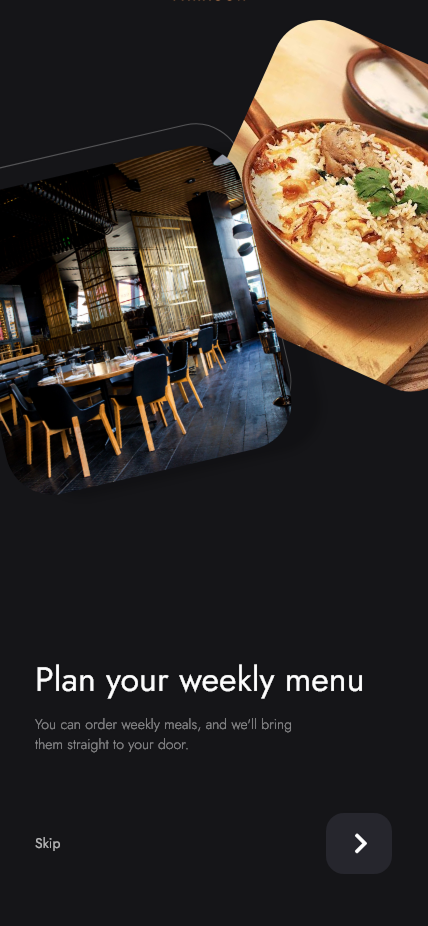 Plan your weekly menu
You can order weekly meals, and we'll bring
them straight to your door.
Skip